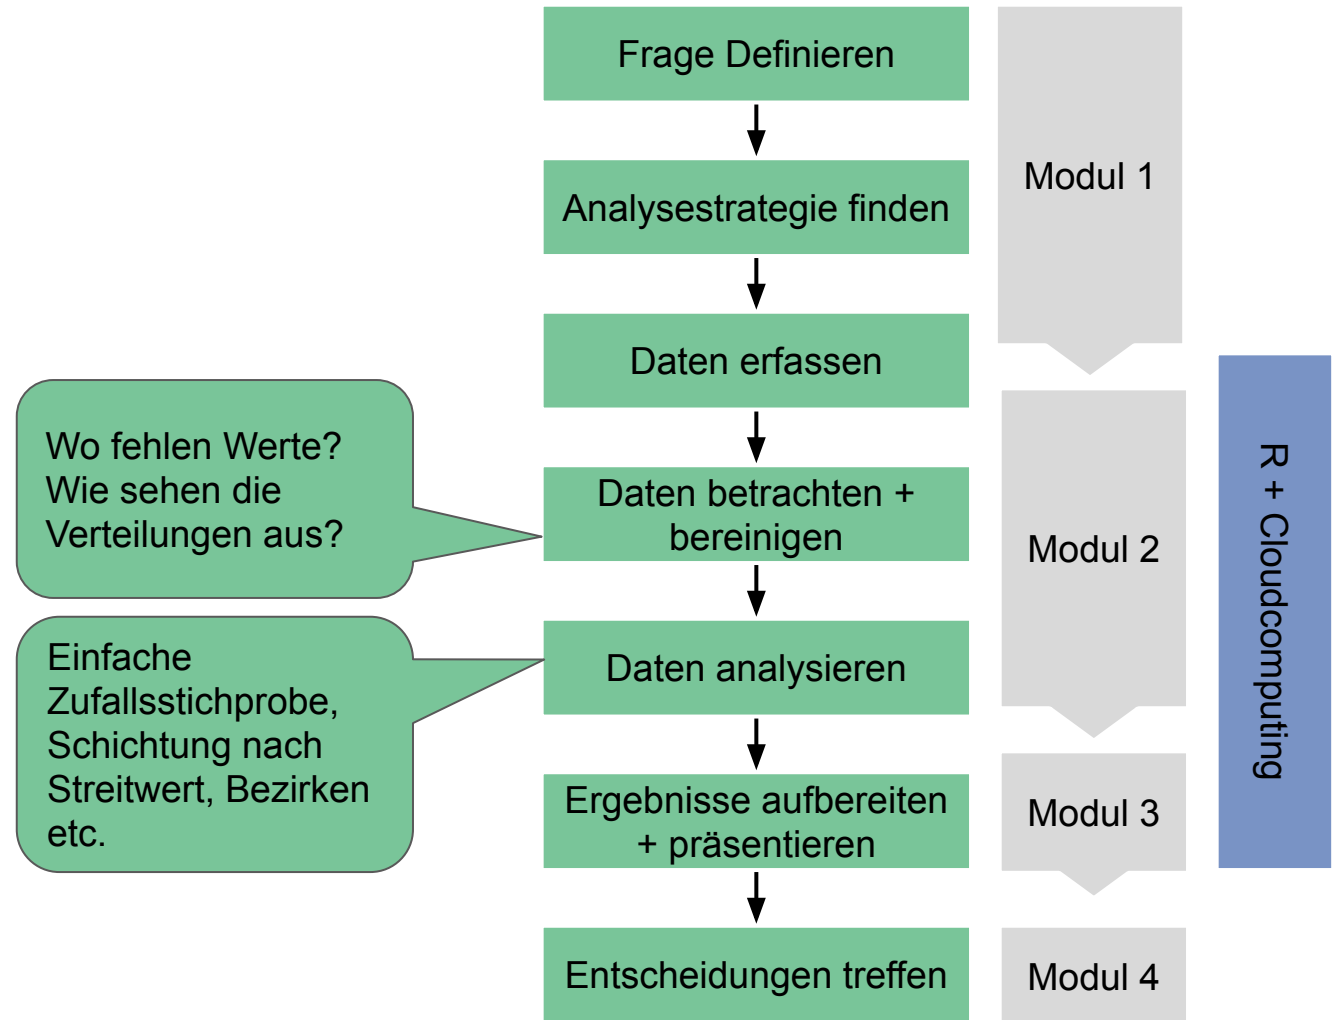 Frage Definieren
Analysestrategie finden
Daten erfassen
Daten betrachten +
bereinigen
Daten analysieren
Ergebnisse aufbereiten
+ präsentieren
Entscheidungen treffen
Wo fehlen Werte?
Wie sehen die
Verteilungen aus?
Einfache
Zufallsstichprobe,
Schichtung nach
Streitwert, Bezirken
etc.
Modul 1
Modul 2
Modul 3
Modul 4
R + Cloudcomputing